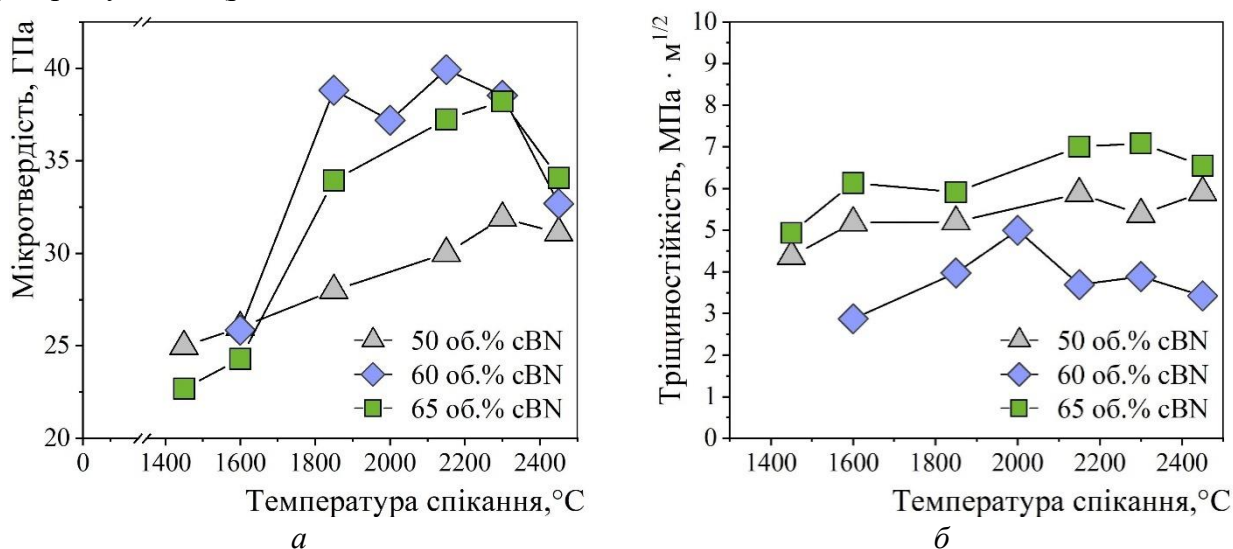 Мікротвердість, ГПа
40
35
30
25
20
0
1400 1600 1800 2000 2200 2400
50 об.% cBN
60 об.% cBN
65 об.% cBN
Температура спікання,°C
а
Тріщиностійкість, МПа · м1/2
10
9
8
7
6
5
4
3
2
1
0
1400 1600 1800 2000 2200 2400
50 об.% cBN
60 об.% cBN
65 об.% cBN
Температура спікання,°C
б